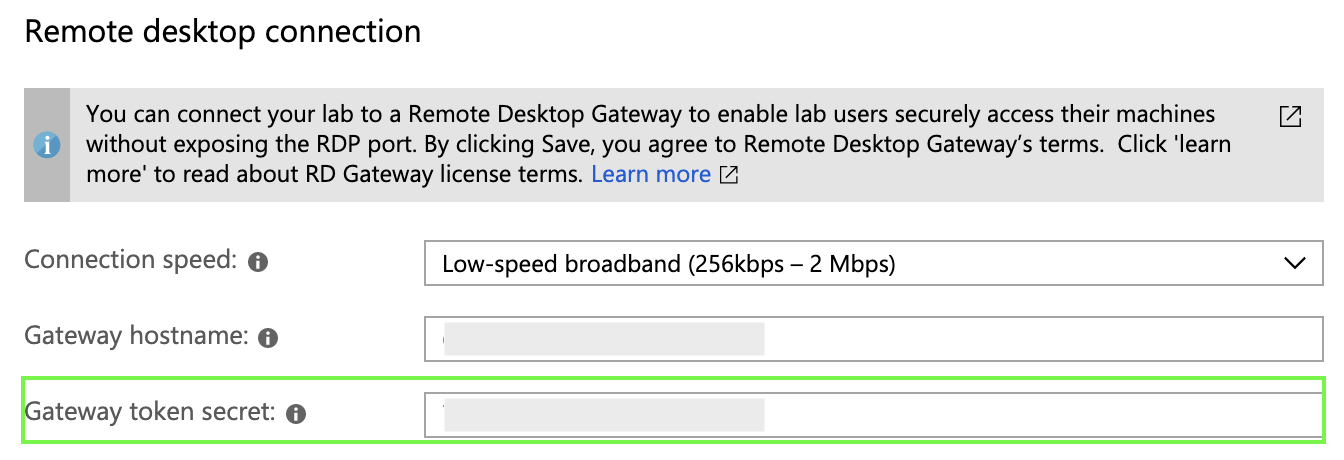 Remote desktop connection
You can connect your lab to a Remote Desktop Gateway to enable lab users securely access their machines
without exposing the RDP port. By clicking Save, you agree to Remote Desktop Gateway’s terms.  Click 'learn
more' to read about RD Gateway license terms. Learn more
Connection speed:
Low-speed broadband (256kbps – 2 Mbps)
Gateway hostname:
Gateway token secret: